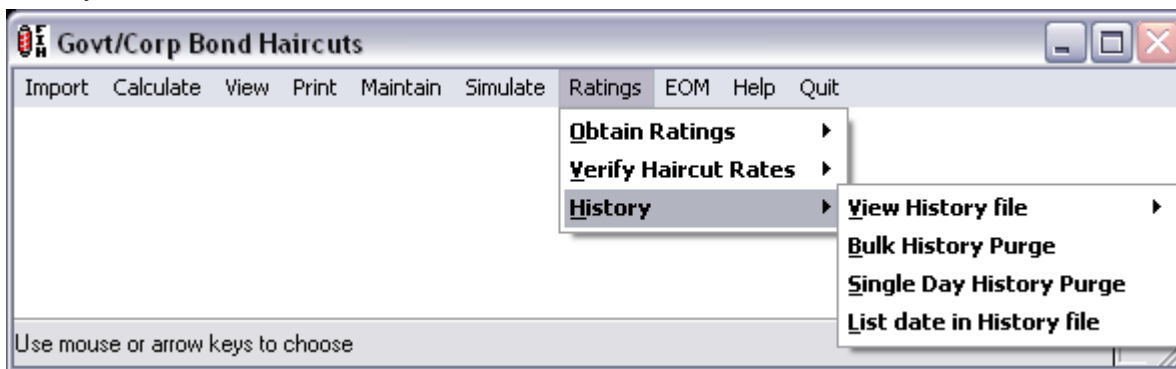 FIH Govt/Corp Bond Haircuts
Import Calculate View Print Maintain Simulate Ratings EOM Help Quit
Obtain Ratings
Verify Haircut Rates
History
View History file
Bulk History Purge
Single Day History Purge
List date in History file
Use mouse or arrow keys to choose